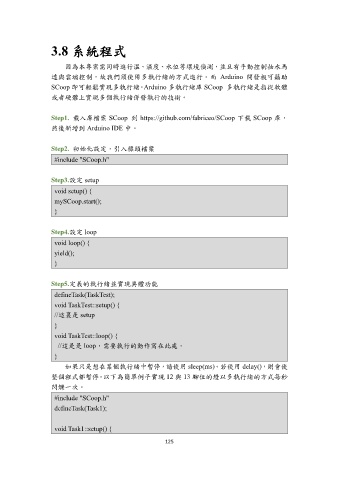 3.8 系統程式
因為本專案需同時進行溫、濕度、水位等環境偵測，並且有手動控制抽水馬
達與雲端控制，故我們須使用多執行緒的方式進行。而 Arduino 開發板可藉助
SCoop 即可輕鬆實現多執行緒。Arduino 多執行緒庫 SCoop 多執行緒是指從軟體
或者硬體上實現多個執行緒併發執行的技術。
Step1. 載入庫檔案 SCoop 到 https://github.com/fabriceo/SCoop 下載 SCoop 庫，
然後新增到 Arduino IDE 中。
Step2. 初始化設定，引入標頭檔案
#include "SCoop.h"
Step3.設定 setup
void setup() {
mySCoop.start();
}
Step4.設定 loop
void loop() {
yield();
}
Step5.定義的執行緒並實現具體功能
defineTask(TaskTest);
void TaskTest::setup() {
//這裏是 setup
}
void TaskTest::loop() {
//這是是 loop，需要執行的動作寫在此處。
}
如果只是想在某個執行緒中暫停，請使用 sleep(ms)，若使用 delay()，則會使
整個程式都暫停。以下為簡單例子實現 12 與 13 腳位的燈以多執行緒的方式每秒
閃爍一次。
#include "SCoop.h"
defineTask(Task1);
void Task1::setup() {
125